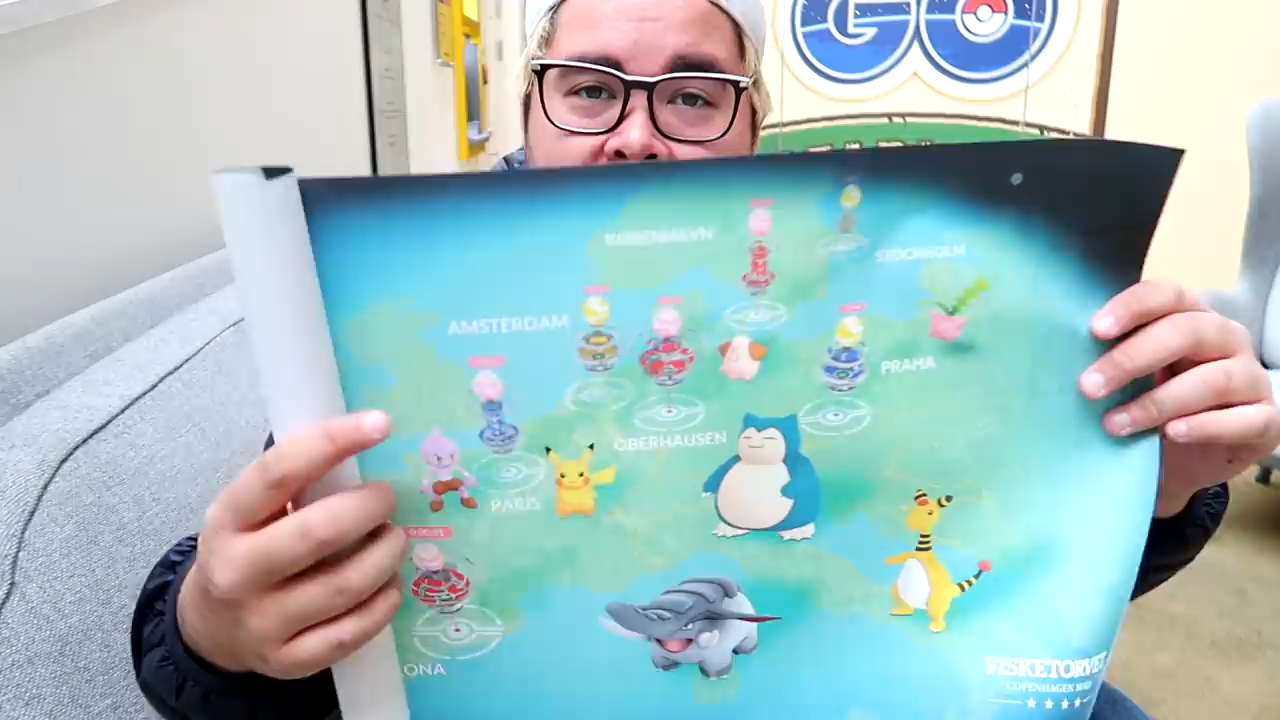 GO
KØBENHAVN
STOCKHOLM
AMSTERDAM
PRAHA
OBERHAUSEN
PARIS
ONA
FISKETORVET
COPENHAGEN MALL